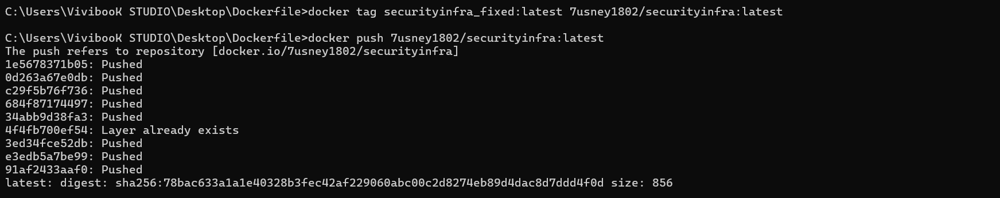 C:\Users\VivibooK STUDIO\Desktop\Dockerfile>docker tag securityinfra_fixed:latest 7usney1802/securityinfra:latest
C:\Users\VivibooK STUDIO\Desktop\Dockerfile>docker push 7usney1802/securityinfra:latest
The push refers to repository [docker.io/7usney1802/securityinfra]
1e5678371b05: Pushed
0d263a67e0db: Pushed
c29f5b76f736: Pushed
684f87174497: Pushed
34abb9d38fa3: Pushed
4f4fb700ef54: Layer already exists
3ed34fce52db: Pushed
e3edb5a7be99: Pushed
91af2433aaf0: Pushed
latest: digest: sha256:78bac633a1a1e40328b3fec42af229060abc00c2d8274eb89d4dac8d7ddd4f0d size: 856